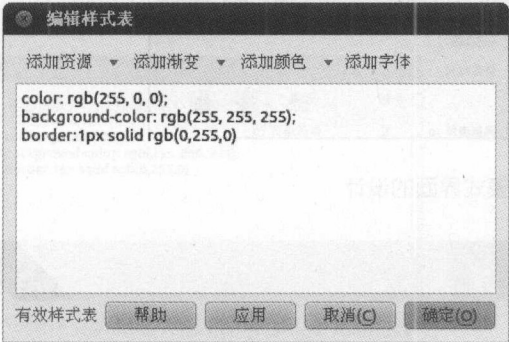 编辑样式表
添加资源 添加渐变 添加颜色 添加字体
color: rgb(255, 0, 0);
background-color: rgb(255, 255, 255);
border:1px solid rgb(0,255,0)
有效样式表 帮助 应用 取消(C) 确定(O)